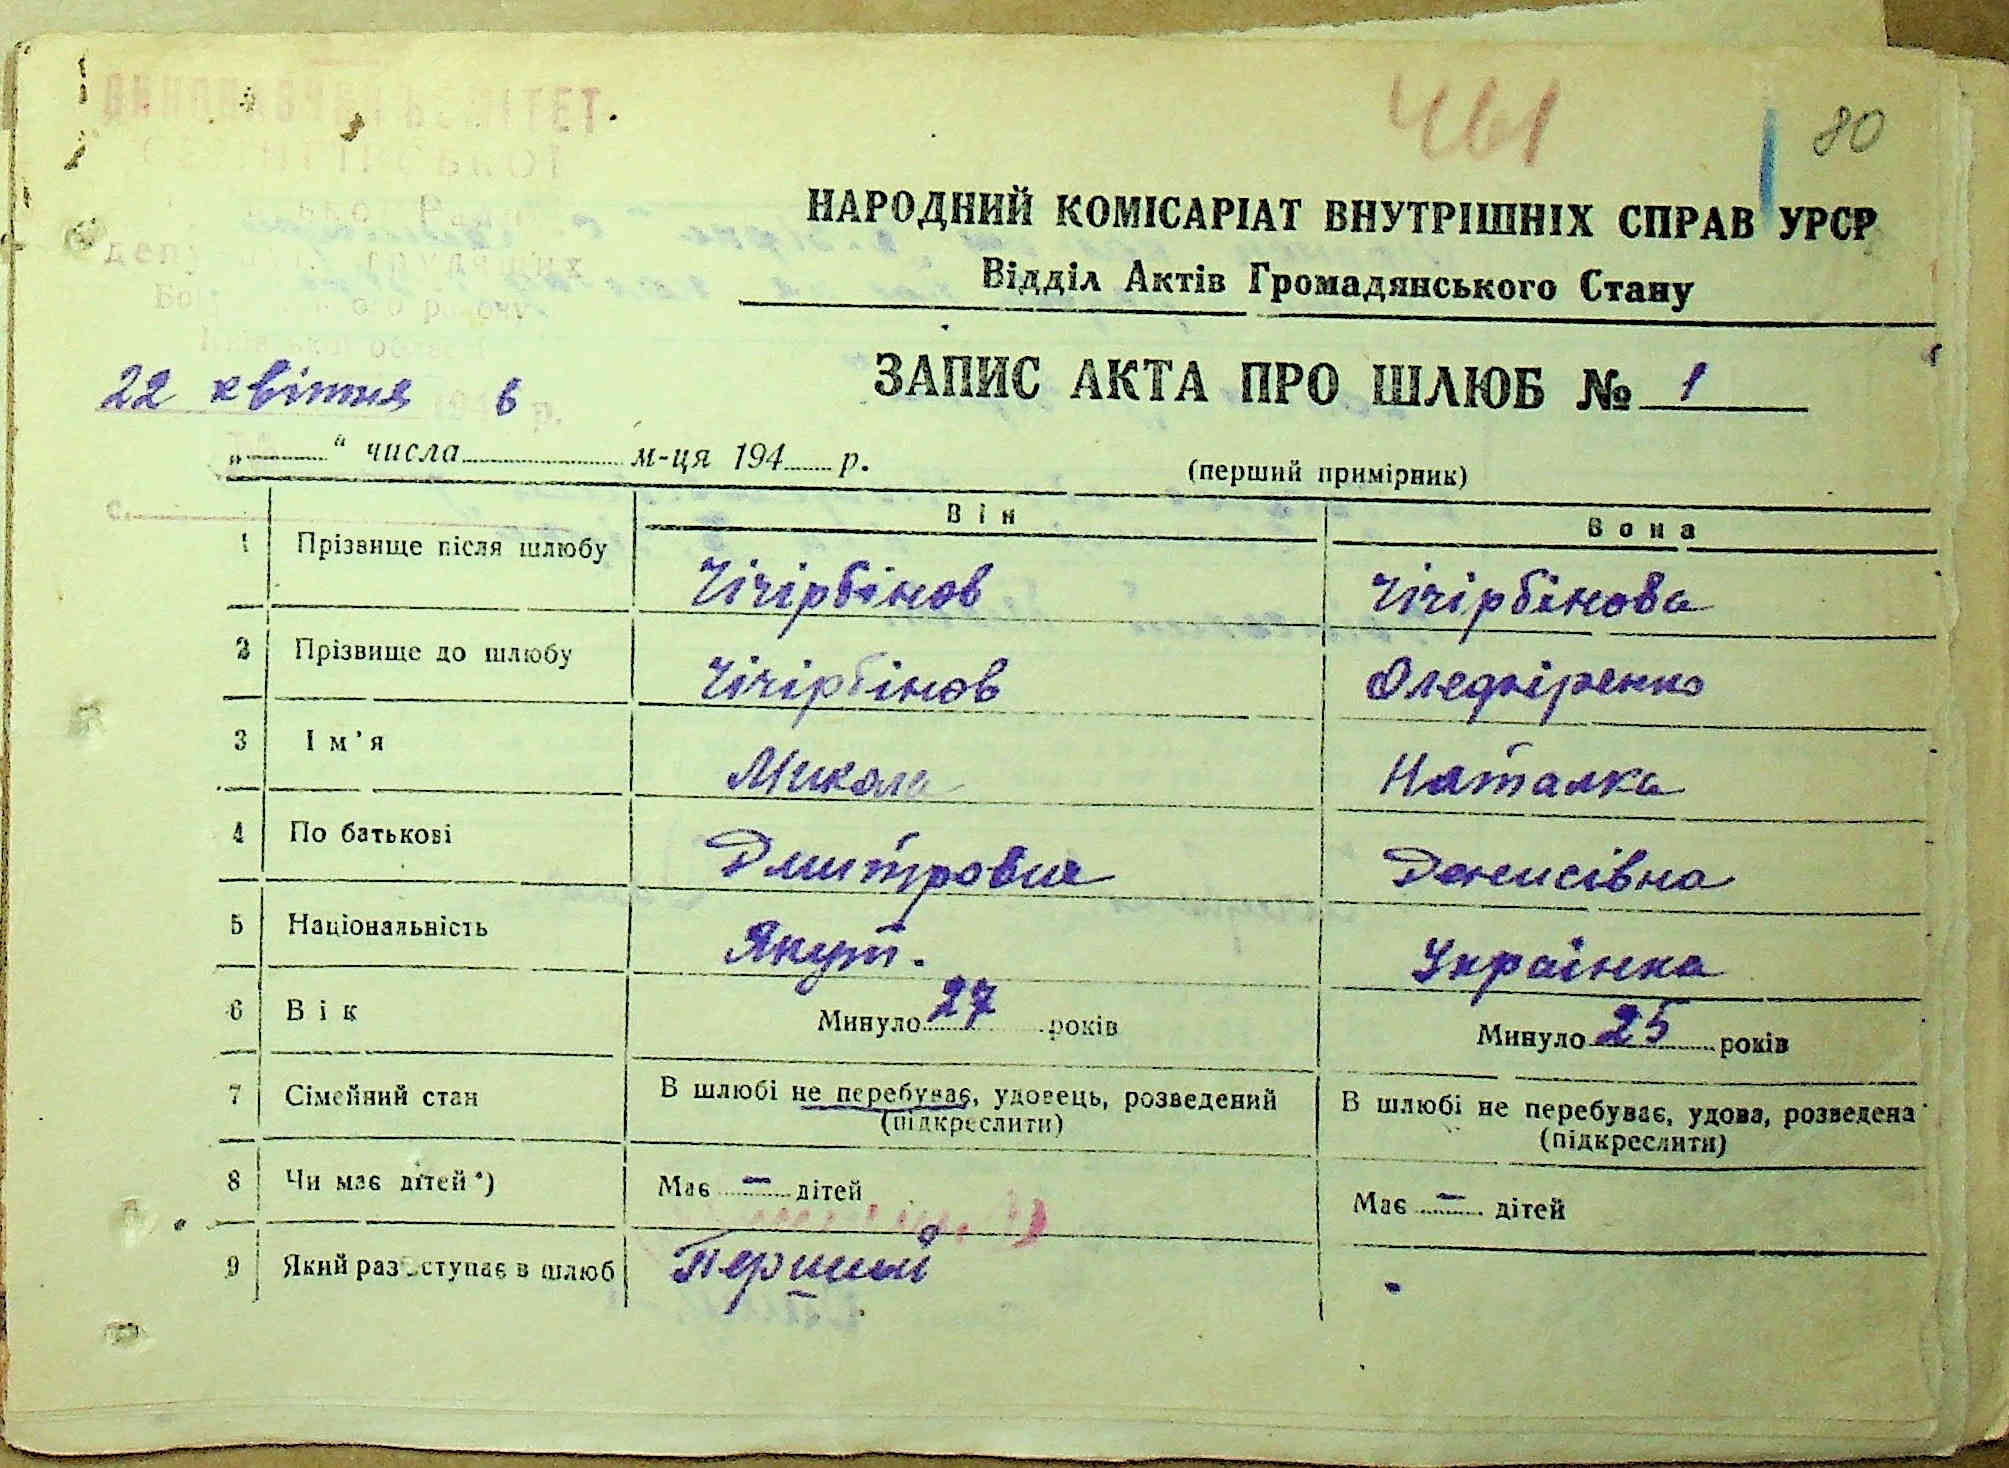 ВИКОНАВЧИЙ КОМІТЕТ
461
80
НАРОДНИЙ КОМІСАРІАТ ВНУТРІШНІХ СПРАВ УРСР
Відділ Актів Громадянського Стану
депутатів трудящих
22 квітня 6 р.
ЗАПИС АКТА ПРО ШЛЮБ № 1
„ “ числа м-ця 194 р.
(перший примірник)
с.
Він Вона
1 Прізвище після шлюбу Чічірбінов Чічірбінова
2 Прізвище до шлюбу Чічірбінов Олефіренко
3 Ім'я Микола Наталка
4 По батькові Дмитрович Денисівна
5 Національність Якут. Українка
6 Вік Минуло 27 років Минуло 25 років
7 Сімейний стан В шлюбі не перебуває, удовець, розведений В шлюбі не перебуває, удова, розведена
(підкреслити) (підкреслити)
8 Чи має дітей*) Має — дітей Має — дітей
9 Який раз вступає в шлюб Перший